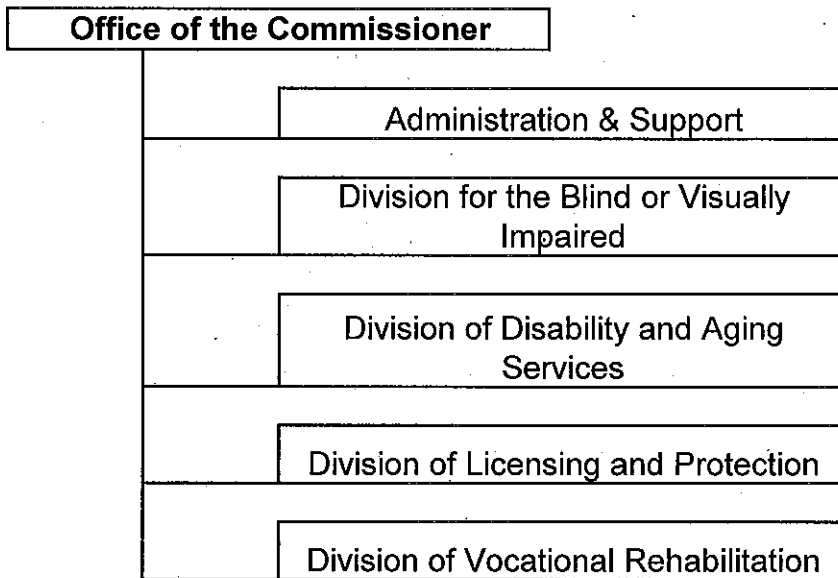 Office of the Commissioner
Administration & Support
Division for the Blind or Visually
Impaired
Division of Disability and Aging
Services
Division of Licensing and Protection
Division of Vocational Rehabilitation